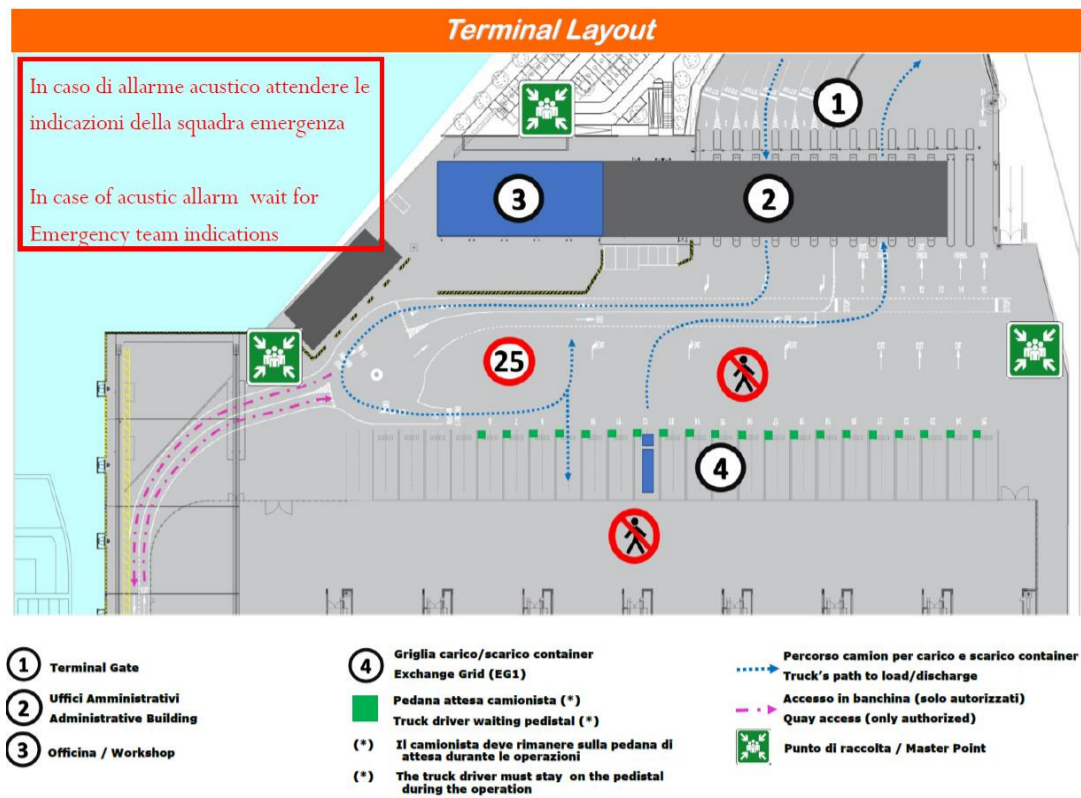 Terminal Layout
In caso di allarme acustico attendere le
indicazioni della squadra emergenza
In case of acustic allarm wait for
Emergency team indications
1
3
2
25
4
1 Terminal Gate
2 Uffici Amministrativi
Administrative Building
3 Officina / Workshop
4 Griglia carico/scarico container
Exchange Grid (EG1)
Pedana attesa camionista (*)
Truck driver waiting pedistal (*)
(*) Il camionista deve rimanere sulla pedana di
attesa durante le operazioni
(*) The truck driver must stay on the pedistal
during the operation
Percorso camion per carico e scarico container
Truck's path to load/discharge
Accesso in banchina (solo autorizzati)
Quay access (only authorized)
Punto di raccolta / Master Point